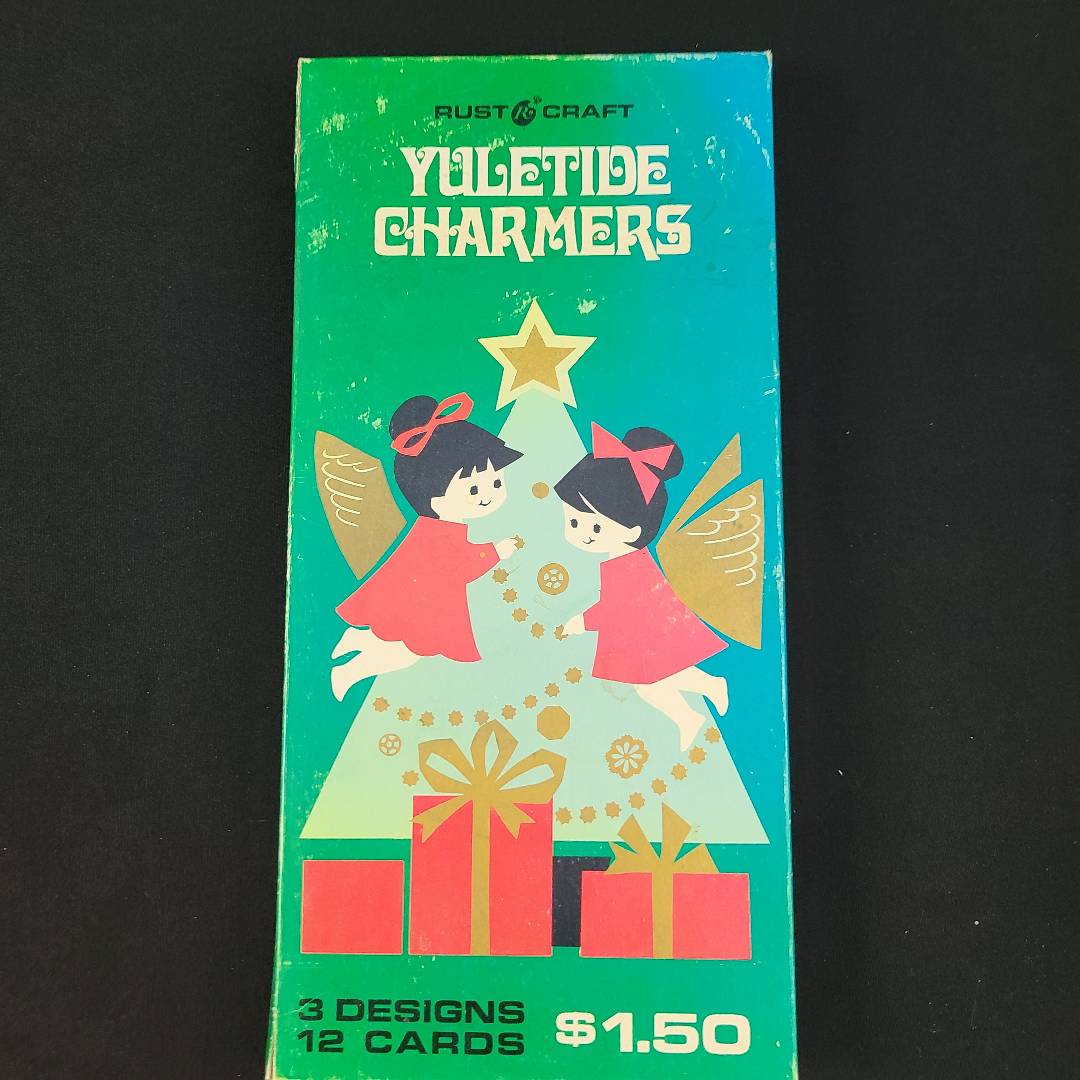 RUST CRAFT
YULETIDE
CHARMERS
3 DESIGNS
12 CARDS
$1.50